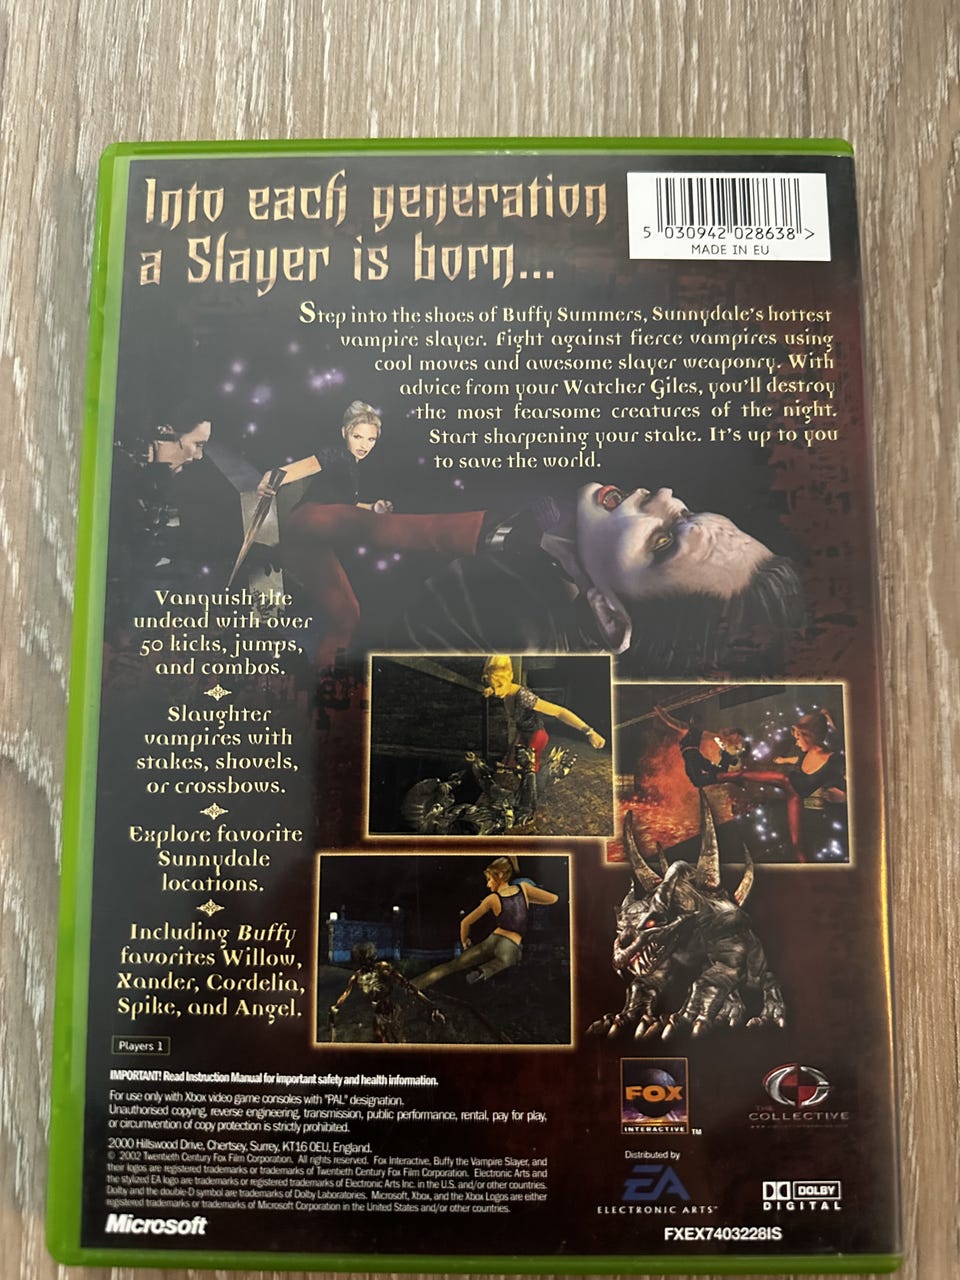 Into each generation
a Slayer is born...
5 030942 028638 >
MADE IN EU
Step into the shoes of Buffy Summers, Sunnydale's hottest
vampire slayer. Fight against fierce vampires using
cool moves and awesome slayer weaponry. With
advice from your Watcher Giles, you'll destroy
the most fearsome creatures of the night.
Start sharpening your stake. It's up to you
to save the world.
Vanquish the
undead with over
50 kicks, jumps,
and combos.
Slaughter
vampires with
stakes, shovels,
or crossbows.
Explore favorite
Sunnydale
locations.
Including Buffy
favorites Willow,
Xander, Cordelia,
Spike, and Angel.
Players 1
IMPORTANT! Read Instruction Manual for important safety and health information.
For use only with Xbox video game consoles with "PAL" designation.
Unauthorised copying, reverse engineering, transmission, public performance, rental, pay for play,
or circumvention of copy protection is strictly prohibited.
2000 Hillswood Drive, Chertsey, Surrey, KT16 0EU, England.
© 2002 Twentieth Century Fox Film Corporation. All rights reserved. Fox Interactive, Buffy the Vampire Slayer, and
their logos are registered trademarks or trademarks of Twentieth Century Fox Film Corporation. Electronic Arts and
the stylized EA logo are trademarks or registered trademarks of Electronic Arts Inc. in the U.S. and/or other countries.
Dolby and the double-D symbol are trademarks of Dolby Laboratories. Microsoft, Xbox, and the Xbox Logos are either
registered trademarks or trademarks of Microsoft Corporation in the United States and/or other countries.
Microsoft
FOX
INTERACTIVE TM
THE
COLLECTIVE
Distributed by
EA
ELECTRONIC ARTS™
DOLBY
DIGITAL
FXEX7403228IS